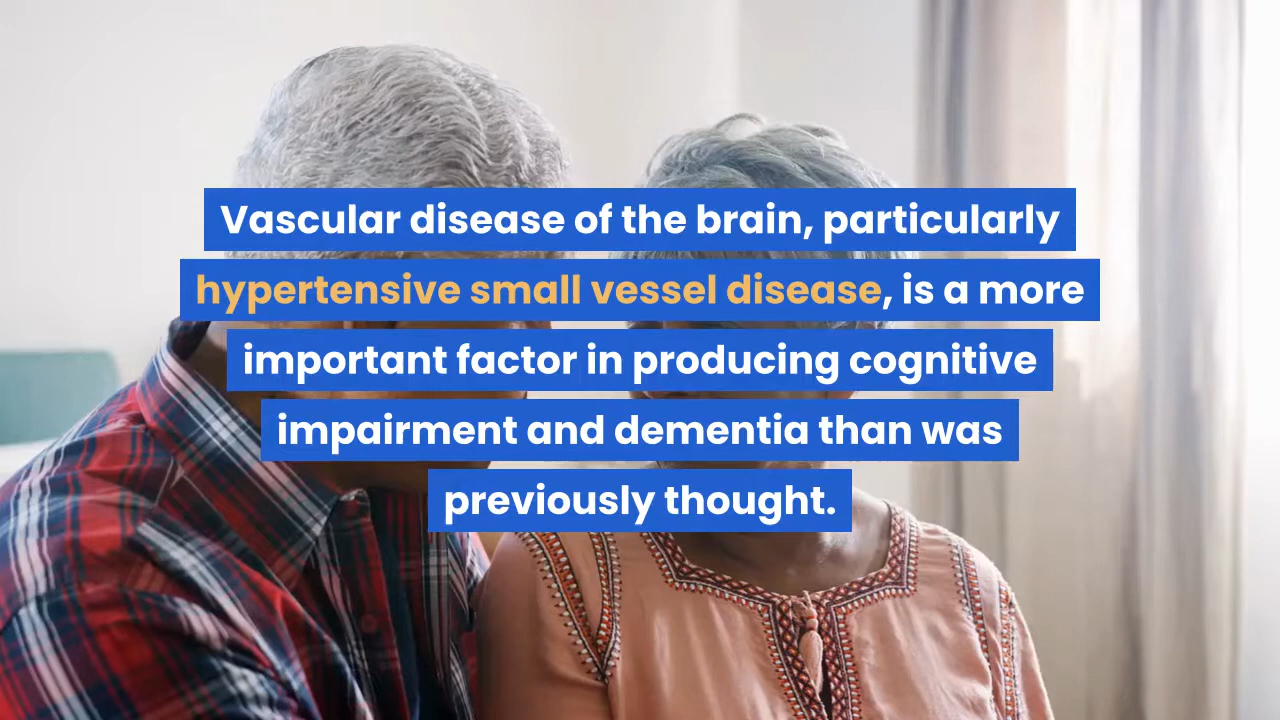 Vascular disease of the brain, particularly
hypertensive small vessel disease, is a more
important factor in producing cognitive
impairment and dementia than was
previously thought.